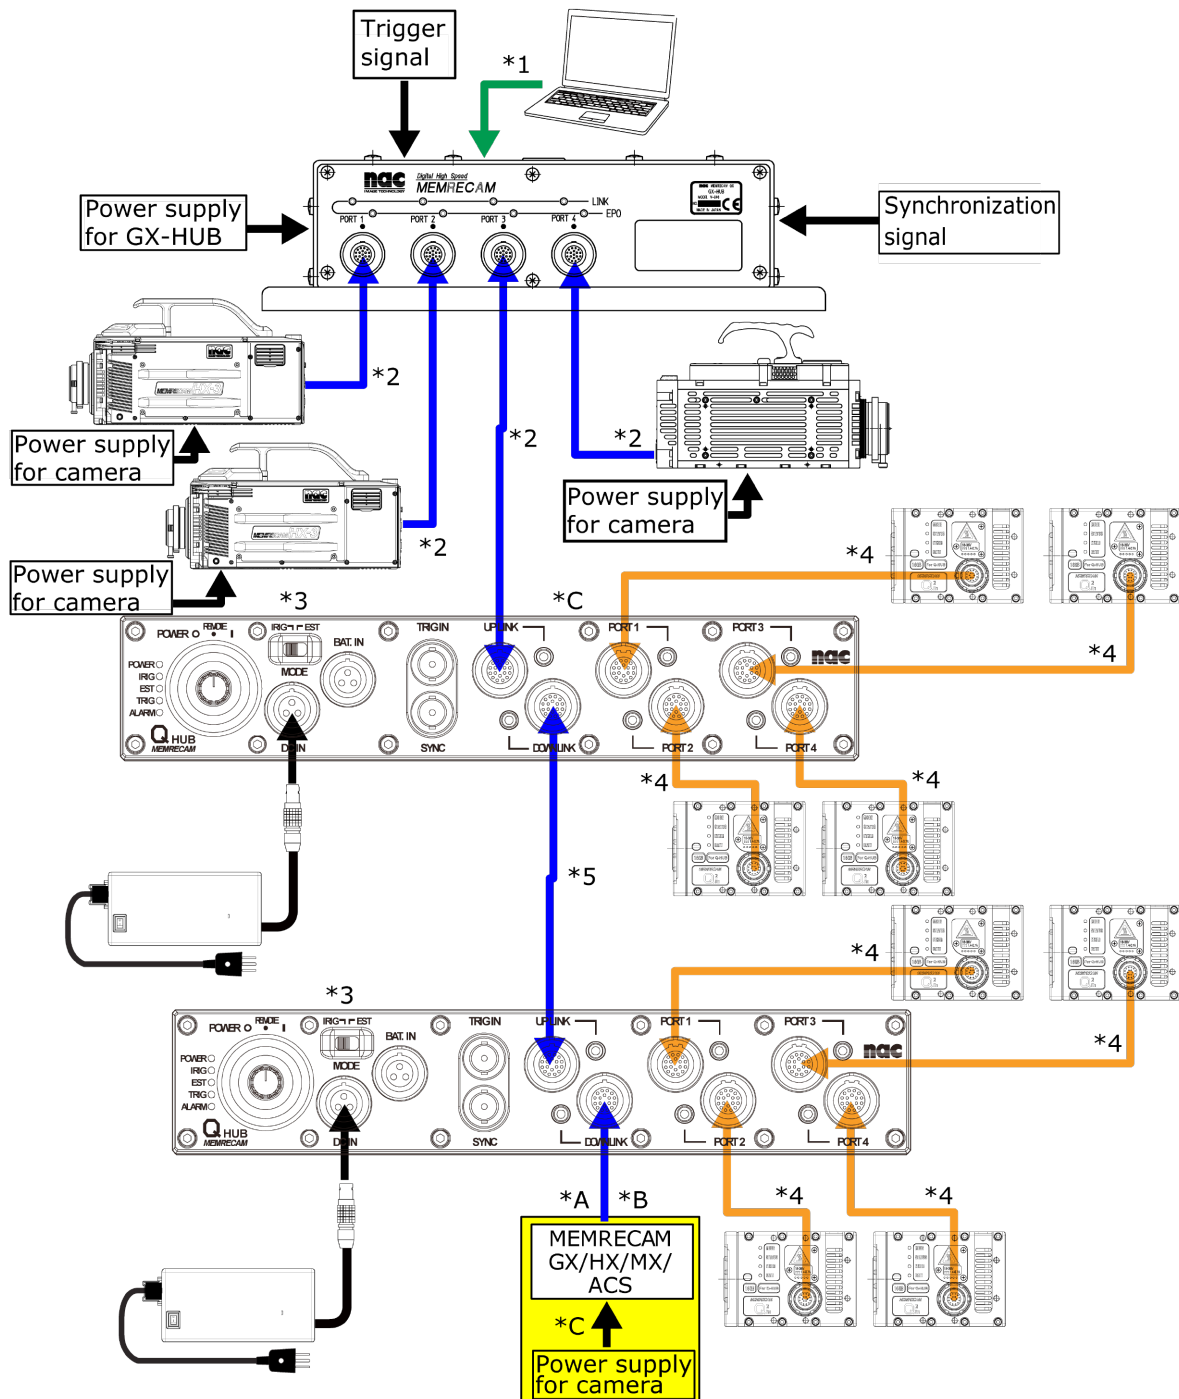 Trigger
signal
*1
nac
IMAGE TECHNOLOGY
Digital High Speed
MEMRECAM
LINK
EPO
PORT 1
PORT 2
PORT 3
PORT 4
GX-HUB
Power supply
for GX-HUB
Synchronization
signal
nac
*2
*2
*2
Power supply
for camera
nac
Power supply
for camera
*2
Power supply
for camera
*4
*3
*C
POWER
REMOTE
IRIG
EST
BAT. IN
TRIG IN
UPLINK
PORT 1
PORT 3
nac
*4
POWER
IRIG
EST
TRIG
ALARM
MODE
Q HUB
MEMRECAM
DC IN
SYNC
DOWNLINK
PORT 2
PORT 4
*4
*4
*5
*4
*3
POWER
REMOTE
IRIG
EST
BAT. IN
TRIG IN
UPLINK
PORT 1
PORT 3
nac
*4
POWER
IRIG
EST
TRIG
ALARM
MODE
Q HUB
MEMRECAM
DC IN
SYNC
DOWNLINK
PORT 2
PORT 4
*A
*B
*4
*4
MEMRECAM
GX/HX/MX/
ACS
*C
Power supply
for camera